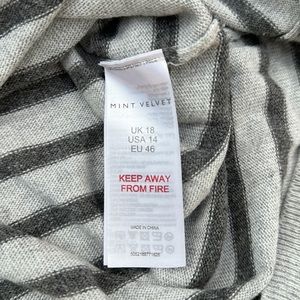 MINT VELVET
UK 18
USA 14
EU 46
KEEP AWAY
FROM FIRE
MADE IN CHINA